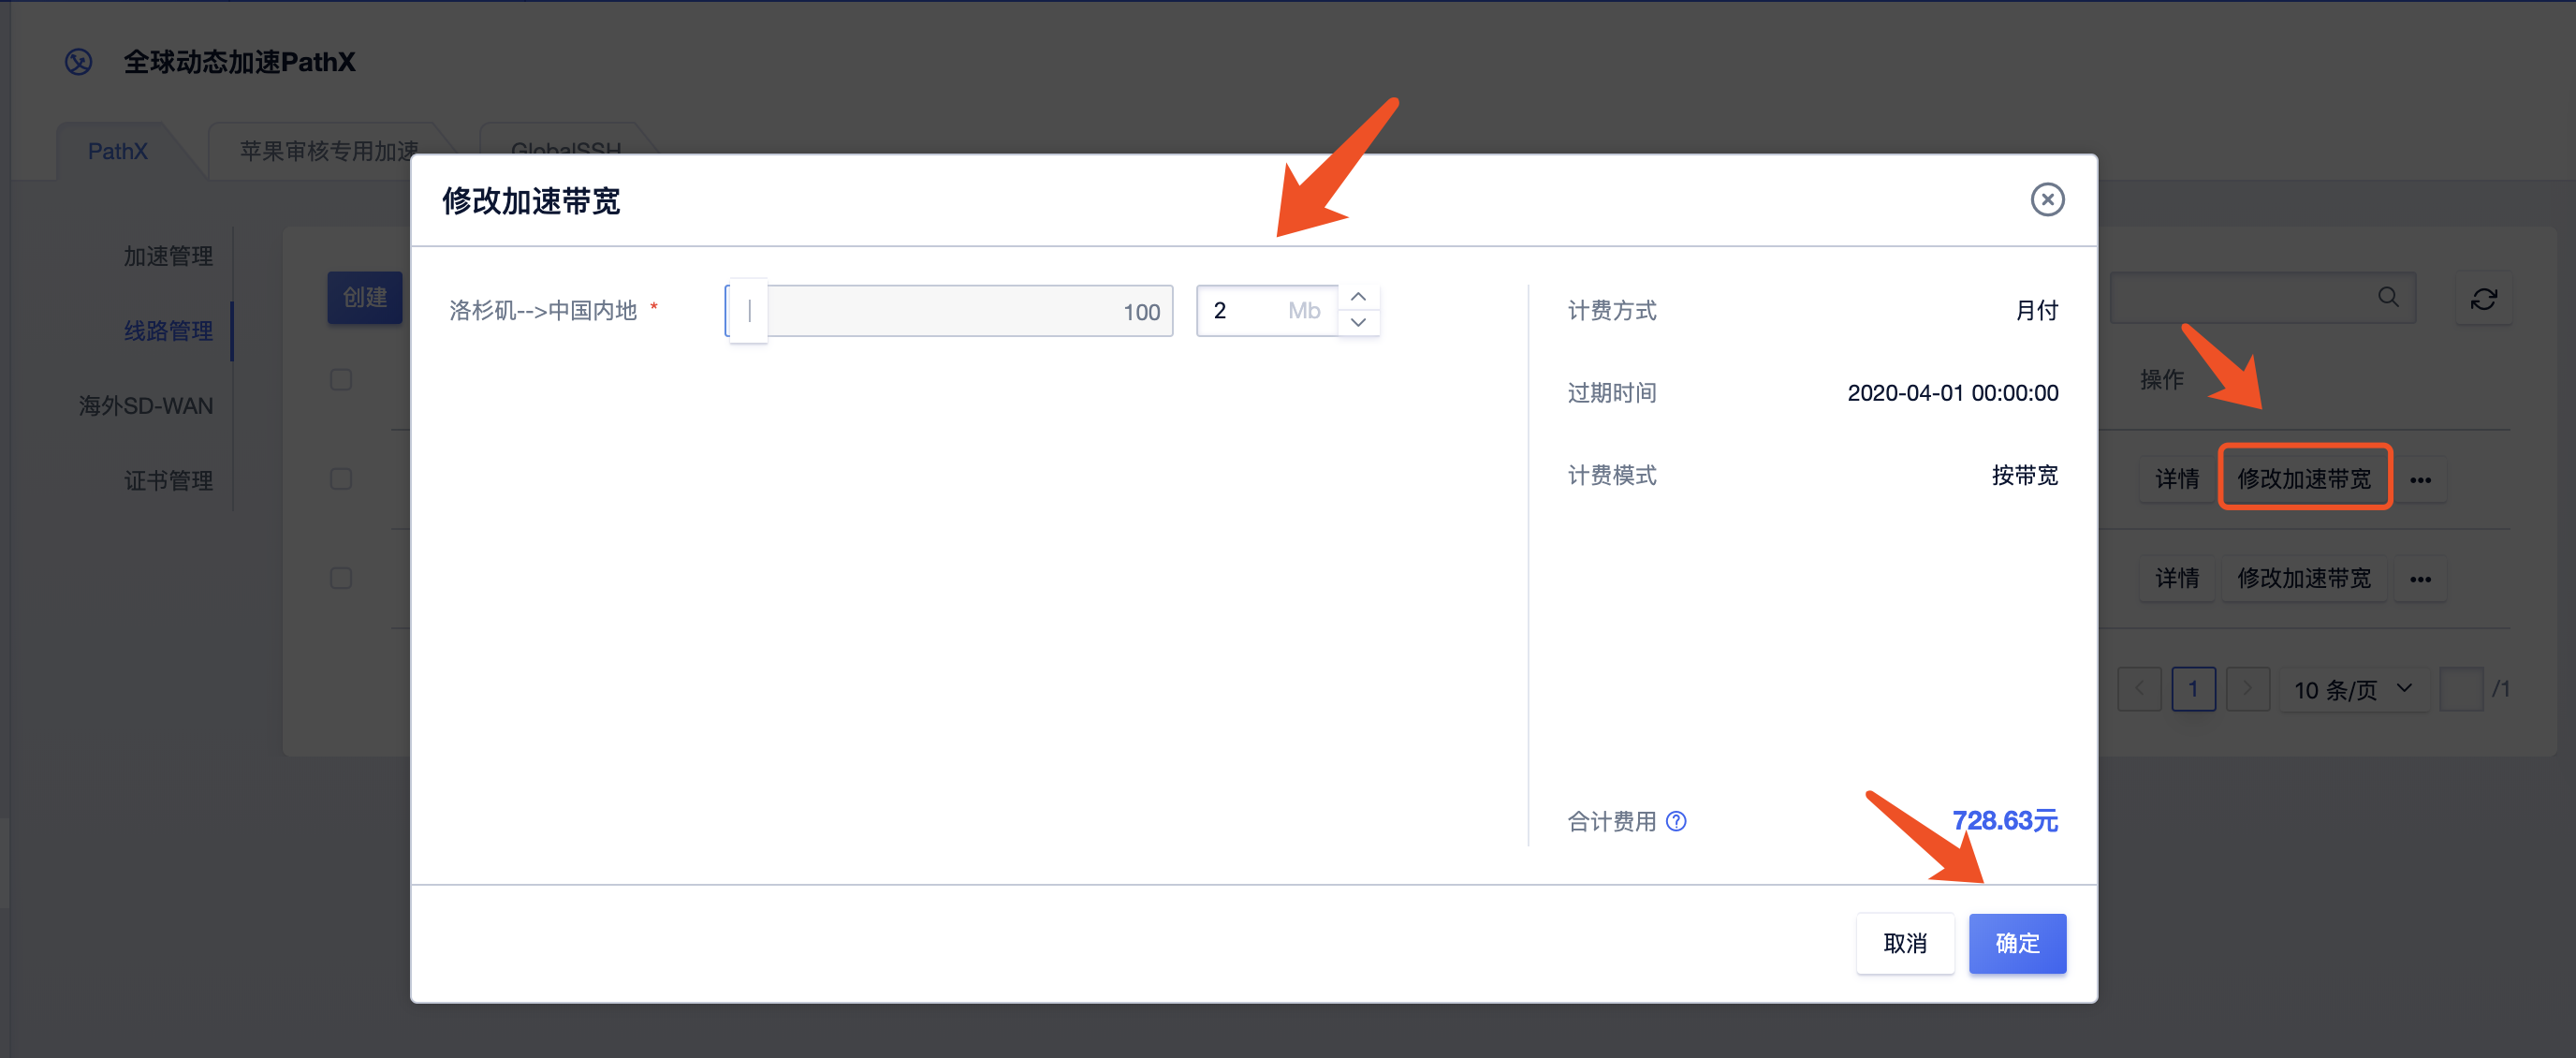 全球动态加速PathX
PathX
苹果审核专用加速
GlobalSSH
加速管理
线路管理
海外SD-WAN
证书管理
创建
修改加速带宽
洛杉矶-->中国内地 *
100
2 Mb
计费方式 月付
过期时间 2020-04-01 00:00:00
计费模式 按带宽
合计费用 728.63元
取消 确定
操作
详情 修改加速带宽 •••
详情 修改加速带宽 •••
1 10 条/页 /1